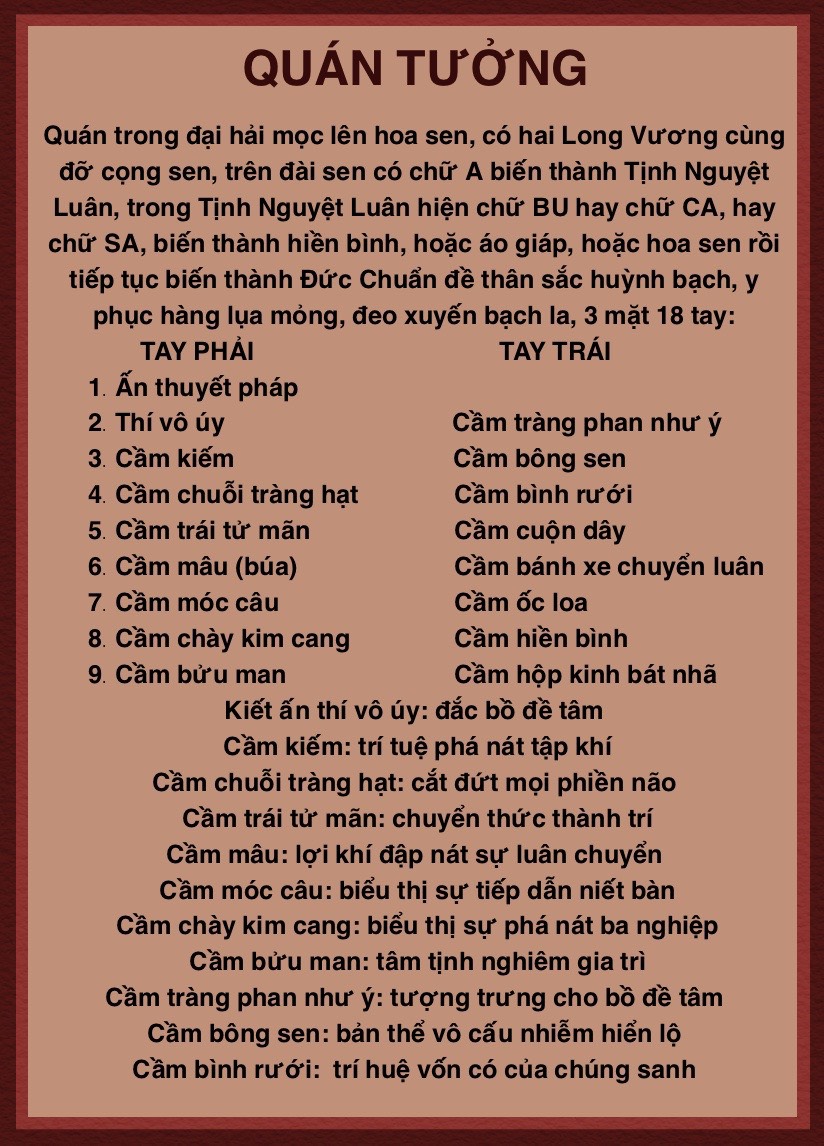 QUÁN TƯỞNG
Quán trong đại hải mọc lên hoa sen, có hai Long Vương cùng
đỡ cọng sen, trên đài sen có chữ A biến thành Tịnh Nguyệt
Luân, trong Tịnh Nguyệt Luân hiện chữ BU hay chữ CA, hay
chữ SA, biến thành hiền bình, hoặc áo giáp, hoặc hoa sen rồi
tiếp tục biến thành Đức Chuẩn đề thân sắc huỳnh bạch, y
phục hàng lụa mỏng, đeo xuyến bạch la, 3 mặt 18 tay:
TAY PHẢI TAY TRÁI
1. Ấn thuyết pháp
2. Thí vô úy Cầm tràng phan như ý
3. Cầm kiếm Cầm bông sen
4. Cầm chuỗi tràng hạt Cầm bình rưới
5. Cầm trái tử mãn Cầm cuộn dây
6. Cầm mâu (búa) Cầm bánh xe chuyển luân
7. Cầm móc câu Cầm ốc loa
8. Cầm chày kim cang Cầm hiền bình
9. Cầm bửu man Cầm hộp kinh bát nhã
Kiết ấn thí vô úy: đắc bồ đề tâm
Cầm kiếm: trí tuệ phá nát tập khí
Cầm chuỗi tràng hạt: cắt đứt mọi phiền não
Cầm trái tử mãn: chuyển thức thành trí
Cầm mâu: lợi khí đập nát sự luân chuyển
Cầm móc câu: biểu thị sự tiếp dẫn niết bàn
Cầm chày kim cang: biểu thị sự phá nát ba nghiệp
Cầm bửu man: tâm tịnh nghiêm gia trì
Cầm tràng phan như ý: tượng trưng cho bồ đề tâm
Cầm bông sen: bản thể vô cấu nhiễm hiển lộ
Cầm bình rưới: trí huệ vốn có của chúng sanh